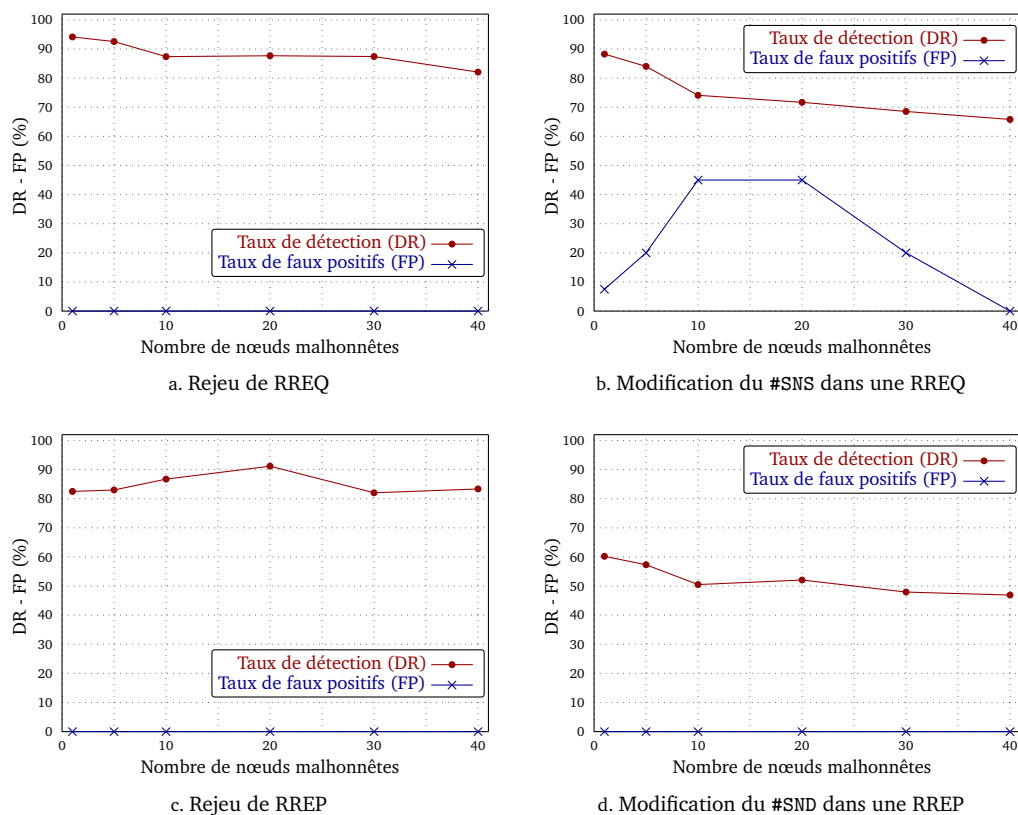 100
90
80
70
60
50
40
30
20
10
0
DR - FP (%)
Taux de détection (DR)
Taux de faux positifs (FP)
0 10 20 30 40
Nombre de nœuds malhonnêtes
a. Rejeu de RREQ
100
90
80
70
60
50
40
30
20
10
0
DR - FP (%)
Taux de détection (DR)
Taux de faux positifs (FP)
0 10 20 30 40
Nombre de nœuds malhonnêtes
b. Modification du #SNS dans une RREQ
100
90
80
70
60
50
40
30
20
10
0
DR - FP (%)
Taux de détection (DR)
Taux de faux positifs (FP)
0 10 20 30 40
Nombre de nœuds malhonnêtes
c. Rejeu de RREP
100
90
80
70
60
50
40
30
20
10
0
DR - FP (%)
Taux de détection (DR)
Taux de faux positifs (FP)
0 10 20 30 40
Nombre de nœuds malhonnêtes
d. Modification du #SND dans une RREP